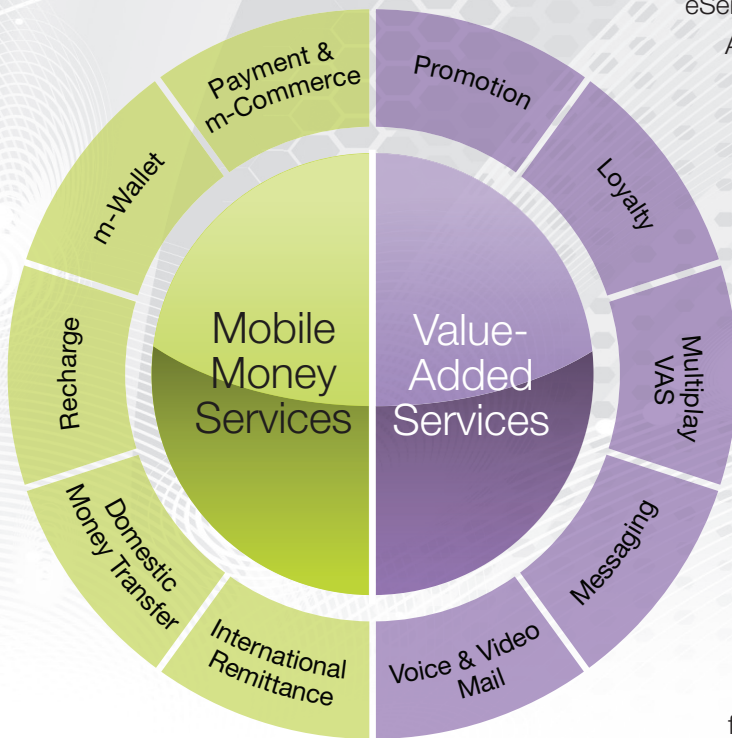 eSer
A
Payment &
m-Commerce
Promotion
m-Wallet
Loyalty
Mobile
Money
Services
Value-
Added
Services
Recharge
Multiplay
VAS
Domestic
Money Transfer
Messaging
International
Remittance
Voice & Video
Mail
f